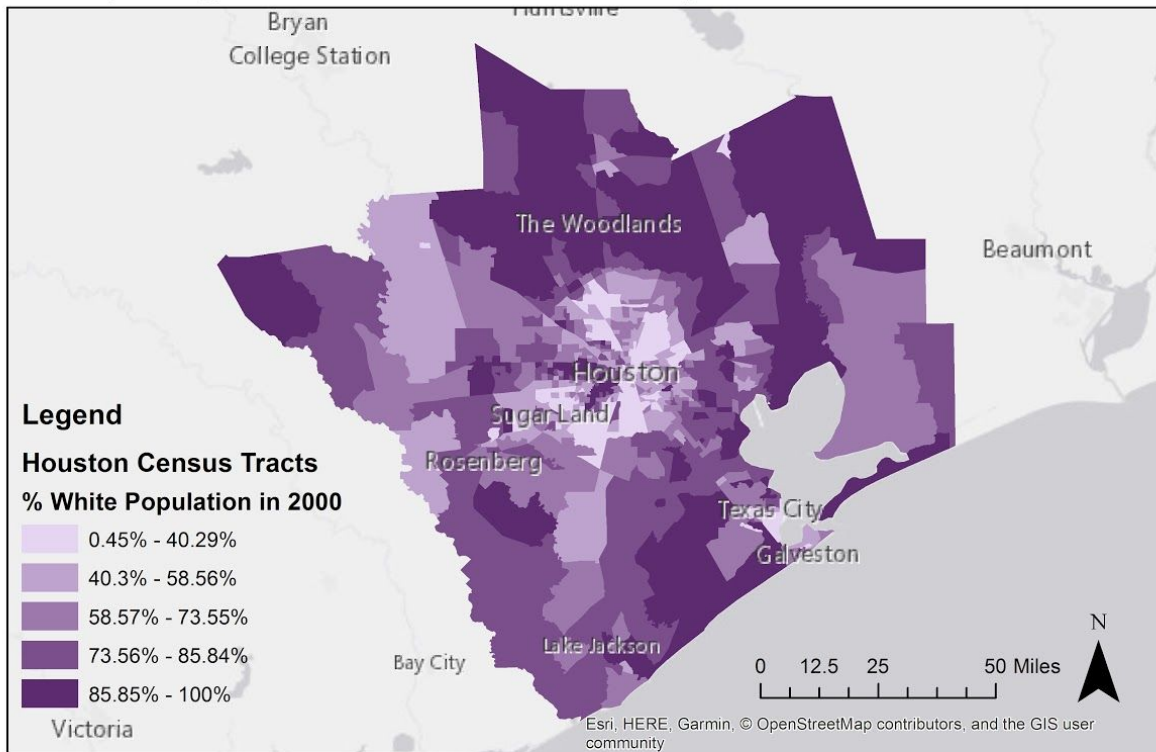 Huntsville
Bryan
College Station
The Woodlands
Beaumont
Houston
Sugar Land
Rosenberg
Texas City
Galveston
Lake Jackson
Bay City
Victoria
Legend
Houston Census Tracts
% White Population in 2000
0.45% - 40.29%
40.3% - 58.56%
58.57% - 73.55%
73.56% - 85.84%
85.85% - 100%
N
0 12.5 25 50 Miles
Esri, HERE, Garmin, © OpenStreetMap contributors, and the GIS user
community